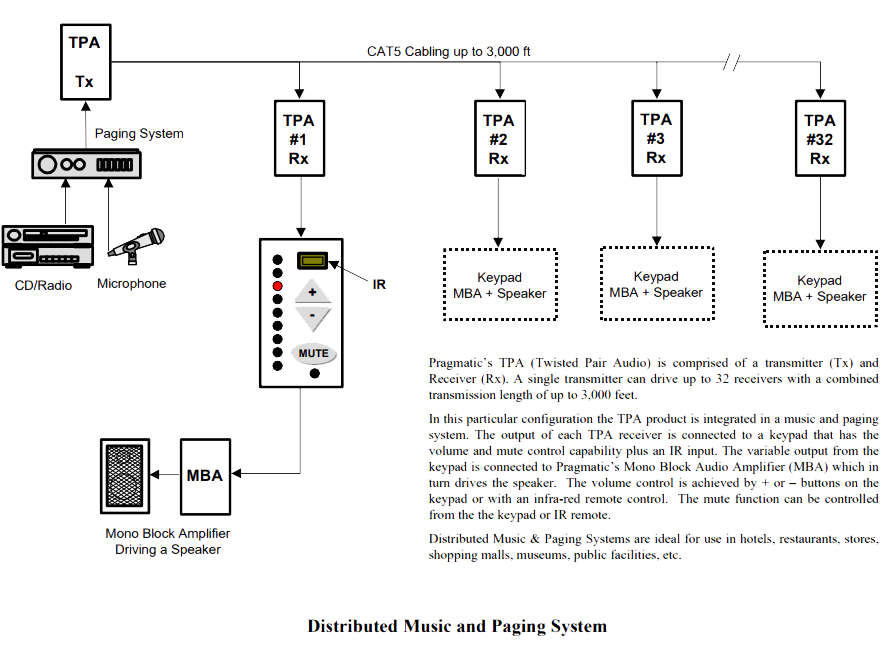 TPA
Tx
CAT5 Cabling up to 3,000 ft
Paging System
TPA
#1
Rx
TPA
#2
Rx
TPA
#3
Rx
TPA
#32
Rx
CD/Radio
Microphone
IR
+
-
MUTE
Keypad
MBA + Speaker
Keypad
MBA + Speaker
Keypad
MBA + Speaker
MBA
Mono Block Amplifier
Driving a Speaker
Pragmatic's TPA (Twisted Pair Audio) is comprised of a transmitter (Tx) and
Receiver (Rx). A single transmitter can drive up to 32 receivers with a combined
transmission length of up to 3,000 feet.
In this particular configuration the TPA product is integrated in a music and paging
system. The output of each TPA receiver is connected to a keypad that has the
volume and mute control capability plus an IR input. The variable output from the
keypad is connected to Pragmatic's Mono Block Audio Amplifier (MBA) which in
turn drives the speaker. The volume control is achieved by + or – buttons on the
keypad or with an infra-red remote control. The mute function can be controlled
from the the keypad or IR remote.
Distributed Music & Paging Systems are ideal for use in hotels, restaurants, stores,
shopping malls, museums, public facilities, etc.
Distributed Music and Paging System